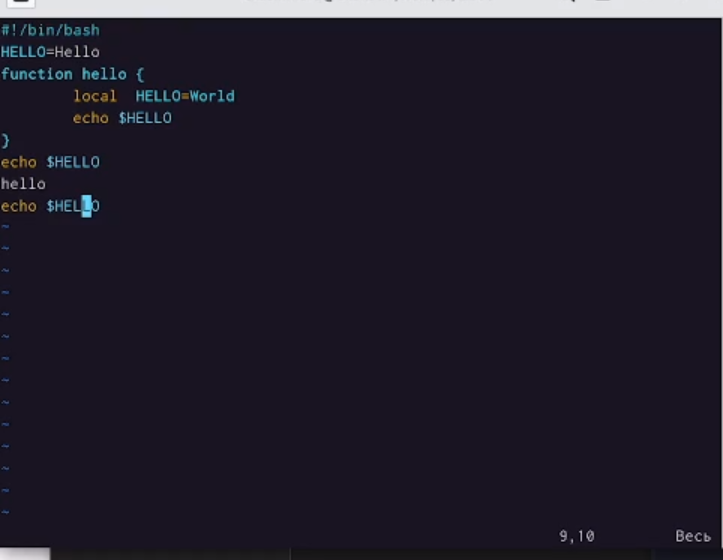 #!/bin/bash
HELLO=Hello
function hello {
        local  HELLO=World
        echo $HELLO
}
echo $HELLO
hello
echo $HELLO
~
~
~
~
~
~
~
~
~
~
~
~
~
~
9,10 Весь